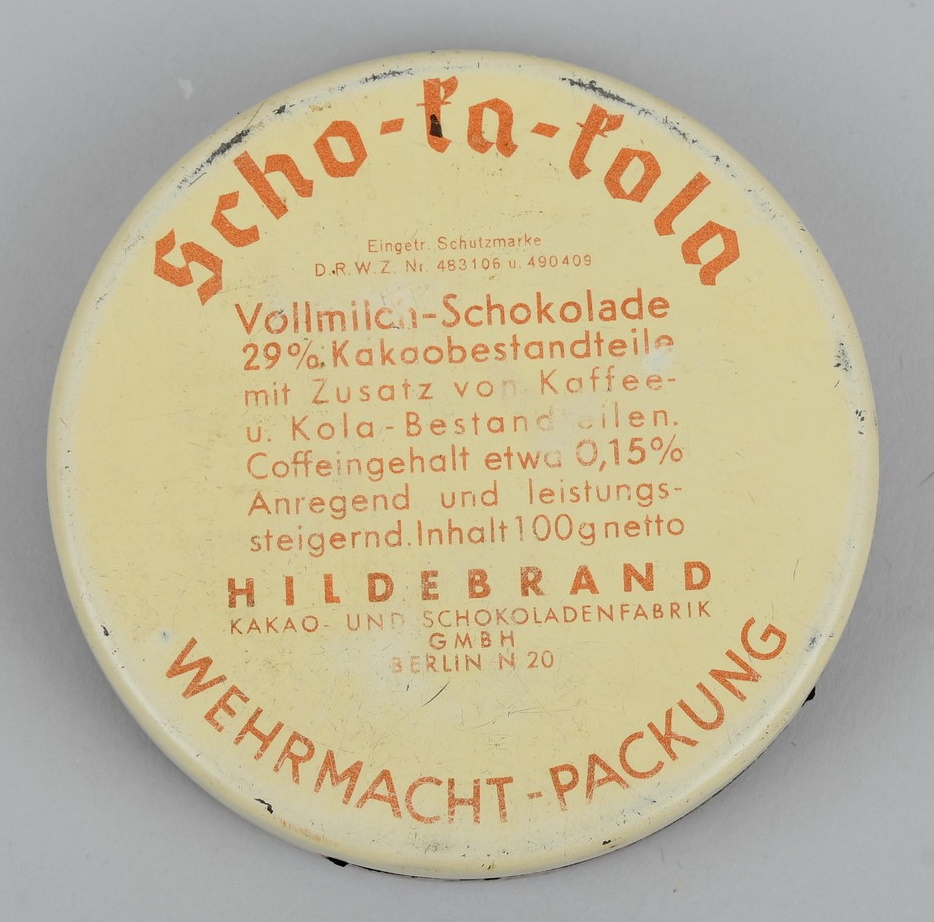 Scho-ka-kola
Eingetr. Schutzmarke
D.R.W.Z. Nr. 483106 u. 490409
Vollmilch-Schokolade
29% Kakaobestandteile
mit Zusatz von Kaffee-
u. Kola-Bestandteilen.
Coffeingehalt etwa 0,15%
Anregend und leistungs-
steigernd. Inhalt 100g netto
HILDEBRAND
KAKAO- UND SCHOKOLADENFABRIK
GMBH
BERLIN N 20
WEHRMACHT-PACKUNG